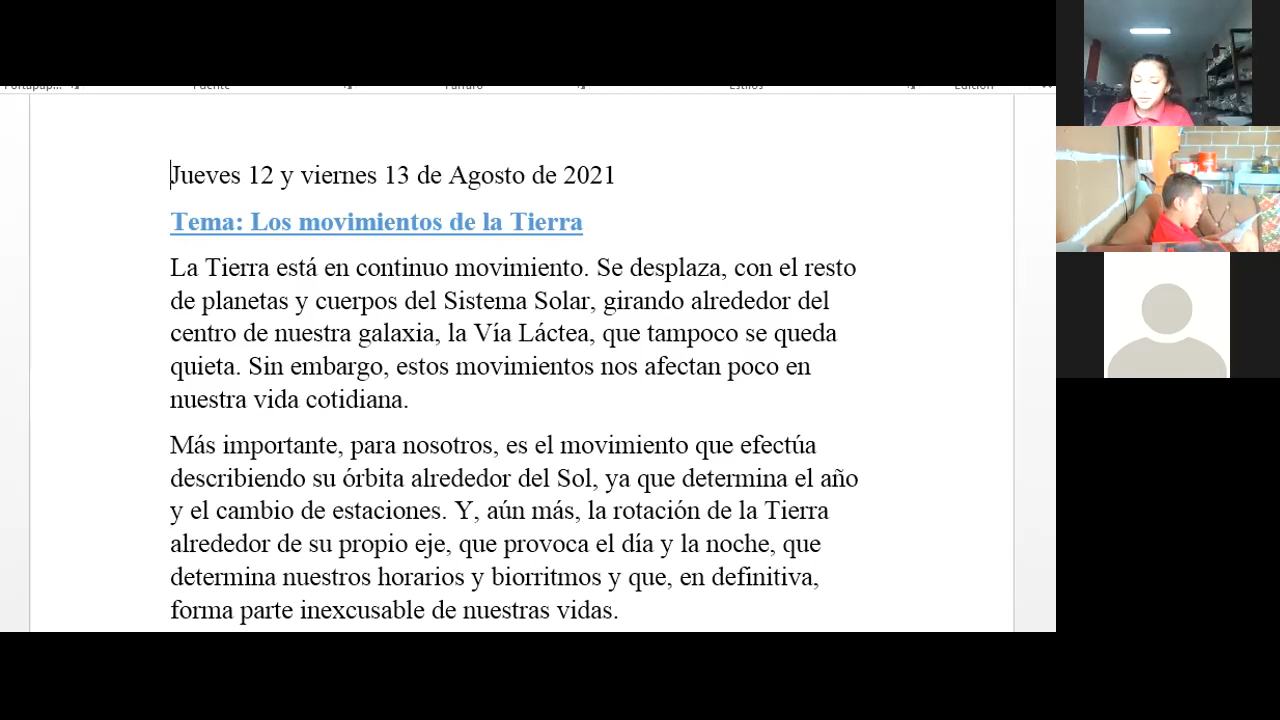 Portapap...
Fuente
Párrafo
Estilos
Edición
Jueves 12 y viernes 13 de Agosto de 2021
Tema: Los movimientos de la Tierra
La Tierra está en continuo movimiento. Se desplaza, con el resto
de planetas y cuerpos del Sistema Solar, girando alrededor del
centro de nuestra galaxia, la Vía Láctea, que tampoco se queda
quieta. Sin embargo, estos movimientos nos afectan poco en
nuestra vida cotidiana.
Más importante, para nosotros, es el movimiento que efectúa
describiendo su órbita alrededor del Sol, ya que determina el año
y el cambio de estaciones. Y, aún más, la rotación de la Tierra
alrededor de su propio eje, que provoca el día y la noche, que
determina nuestros horarios y biorritmos y que, en definitiva,
forma parte inexcusable de nuestras vidas.